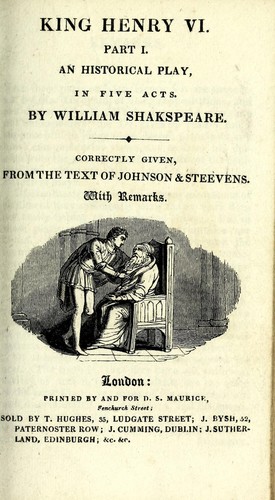 KING HENRY VI.
PART I.
AN HISTORICAL PLAY,
IN FIVE ACTS.
BY WILLIAM SHAKSPEARE.
CORRECTLY GIVEN,
FROM THE TEXT OF JOHNSON & STEEVENS.
With Remarks.
London:
PRINTED BY AND FOR D. S. MAURICE,
Fenchurch Street;
SOLD BY T. HUGHES, 35, LUDGATE STREET; J. BYSH, 52,
PATERNOSTER ROW; J. CUMMING, DUBLIN; J. SUTHER-
LAND, EDINBURGH; &c. &c.